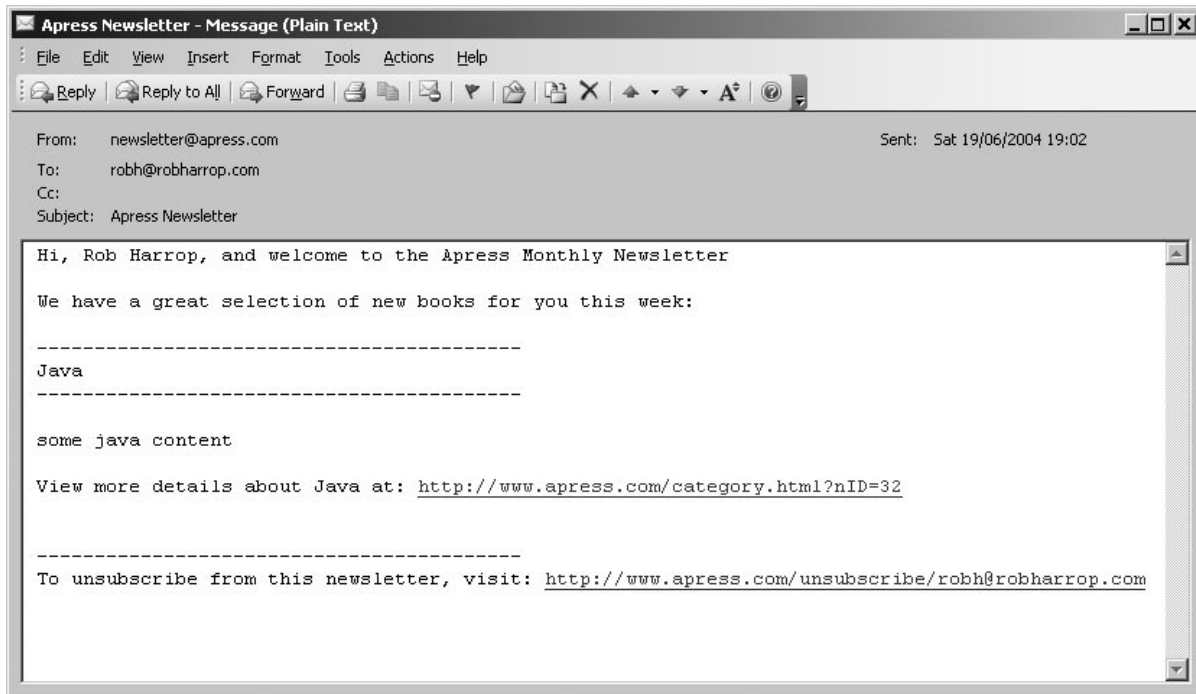 Apress Newsletter - Message (Plain Text)
File Edit View Insert Format Tools Actions Help
Reply Reply to All Forward
From: newsletter@apress.com Sent: Sat 19/06/2004 19:02
To: robh@robharrop.com
Cc:
Subject: Apress Newsletter
Hi, Rob Harrop, and welcome to the Apress Monthly Newsletter
We have a great selection of new books for you this week:
------------------------------------------
Java
------------------------------------------
some java content
View more details about Java at: http://www.apress.com/category.html?nID=32
------------------------------------------
To unsubscribe from this newsletter, visit: http://www.apress.com/unsubscribe/robh@robharrop.com